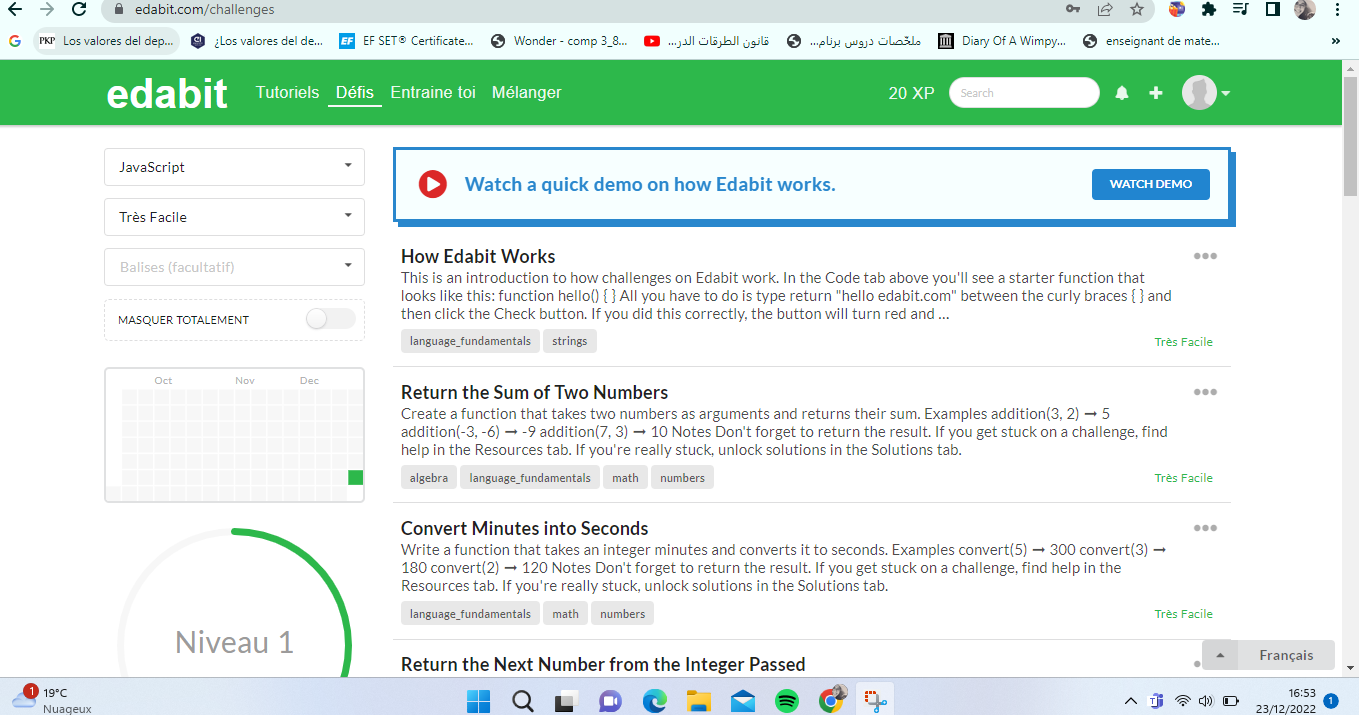 edabit.com/challenges
PKP Los valores del dep...
¿Los valores del de...
EF EF SET® Certificate...
Wonder - comp 3_8...
قانون الطرقات الدر...
ملخّصات دروس برنام...
Diary Of A Wimpy...
enseignant de mate...
»
edabit
Tutoriels
Défis
Entraine toi
Mélanger
20 XP
Search
JavaScript
Très Facile
Balises (facultatif)
MASQUER TOTALEMENT
Oct Nov Dec
Niveau 1
Watch a quick demo on how Edabit works.
WATCH DEMO
How Edabit Works
This is an introduction to how challenges on Edabit work. In the Code tab above you'll see a starter function that
looks like this: function hello() { } All you have to do is type return "hello edabit.com" between the curly braces { } and
then click the Check button. If you did this correctly, the button will turn red and ...
language_fundamentals strings
Très Facile
Return the Sum of Two Numbers
Create a function that takes two numbers as arguments and returns their sum. Examples addition(3, 2) ➞ 5
addition(-3, -6) ➞ -9 addition(7, 3) ➞ 10 Notes Don't forget to return the result. If you get stuck on a challenge, find
help in the Resources tab. If you're really stuck, unlock solutions in the Solutions tab.
algebra language_fundamentals math numbers
Très Facile
Convert Minutes into Seconds
Write a function that takes an integer minutes and converts it to seconds. Examples convert(5) ➞ 300 convert(3) ➞
180 convert(2) ➞ 120 Notes Don't forget to return the result. If you get stuck on a challenge, find help in the
Resources tab. If you're really stuck, unlock solutions in the Solutions tab.
language_fundamentals math numbers
Très Facile
Return the Next Number from the Integer Passed
Français
1
19°C
Nuageux
16:53
23/12/2022
1